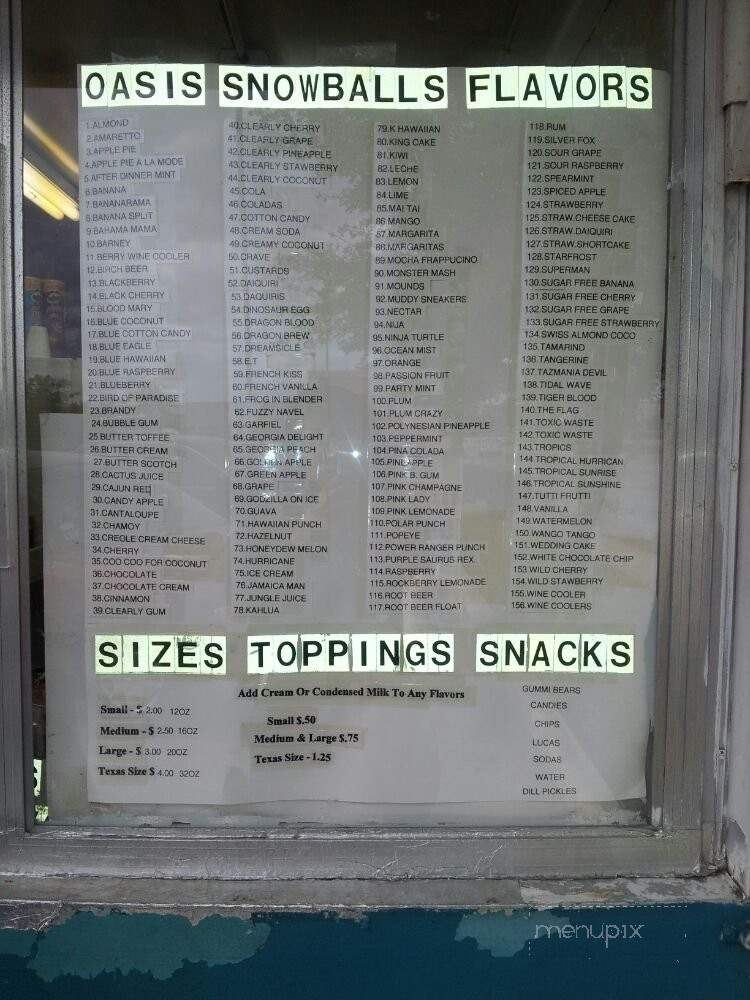 OASIS SNOWBALLS FLAVORS
1.ALMOND
2.AMARETTO
3.APPLE PIE
4.APPLE PIE A LA MODE
5.AFTER DINNER MINT
6.BANANA
7.BANANARAMA
8.BANANA SPLIT
9.BAHAMA MAMA
10.BARNEY
11.BERRY WINE COOLER
12.BIRCH BEER
13.BLACKBERRY
14.BLACK CHERRY
15.BLOOD MARY
16.BLUE COCONUT
17.BLUE COTTON CANDY
18.BLUE EAGLE
19.BLUE HAWAIIAN
20.BLUE RASPBERRY
21.BLUEBERRY
22.BIRD OF PARADISE
23.BRANDY
24.BUBBLE GUM
25.BUTTER TOFFEE
26.BUTTER CREAM
27.BUTTER SCOTCH
28.CACTUS JUICE
29.CAJUN RED
30.CANDY APPLE
31.CANTALOUPE
32.CHAMOY
33.CREOLE CREAM CHEESE
34.CHERRY
35.COO COO FOR COCONUT
36.CHOCOLATE
37.CHOCOLATE CREAM
38.CINNAMON
39.CLEARLY GUM
40.CLEARLY CHERRY
41.CLEARLY GRAPE
42.CLEARLY PINEAPPLE
43.CLEARLY STAWBERRY
44.CLEARLY COCONUT
45.COLA
46.COLADAS
47.COTTON CANDY
48.CREAM SODA
49.CREAMY COCONUT
50.CRAVE
51.CUSTARDS
52.DAIQUIRI
53.DAQUIRIS
54.DINOSAUR EGG
55.DRAGON BLOOD
56.DRAGON BREW
57.DREAMSICLE
58.E.T
59.FRENCH KISS
60.FRENCH VANILLA
61.FROG IN BLENDER
62.FUZZY NAVEL
63.GARFIEL
64.GEORGIA DELIGHT
65.GEORGIA PEACH
66.GOLDEN APPLE
67.GREEN APPLE
68.GRAPE
69.GODZILLA ON ICE
70.GUAVA
71.HAWAIIAN PUNCH
72.HAZELNUT
73.HONEYDEW MELON
74.HURRICANE
75.ICE CREAM
76.JAMAICA MAN
77.JUNGLE JUICE
78.KAHLUA
79.K HAWAIIAN
80.KING CAKE
81.KIWI
82.LECHE
83.LEMON
84.LIME
85.MAI TAI
86.MANGO
87.MARGARITA
88.MARGARITAS
89.MOCHA FRAPPUCINO
90.MONSTER MASH
91.MOUNDS
92.MUDDY SNEAKERS
93.NECTAR
94.NIJA
95.NINJA TURTLE
96.OCEAN MIST
97.ORANGE
98.PASSION FRUIT
99.PARTY MINT
100.PLUM
101.PLUM CRAZY
102.POLYNESIAN PINEAPPLE
103.PEPPERMINT
104.PINA COLADA
105.PINEAPPLE
106.PINK B. GUM
107.PINK CHAMPAGNE
108.PINK LADY
109.PINK LEMONADE
110.POLAR PUNCH
111.POPEYE
112.POWER RANGER PUNCH
113.PURPLE SAURUS REX.
114.RASPBERRY
115.ROCKBERRY LEMONADE
116.ROOT BEER
117.ROOT BEER FLOAT
118.RUM
119.SILVER FOX
120.SOUR GRAPE
121.SOUR RASPBERRY
122.SPEARMINT
123.SPICED APPLE
124.STRAWBERRY
125.STRAW.CHEESE CAKE
126.STRAW.DAIQUIRI
127.STRAW.SHORTCAKE
128.STARFROST
129.SUPERMAN
130.SUGAR FREE BANANA
131.SUGAR FREE CHERRY
132.SUGAR FREE GRAPE
133.SUGAR FREE STRAWBERRY
134.SWISS ALMOND COCO
135.TAMARIND
136.TANGERINE
137.TAZMANIA DEVIL
138.TIDAL WAVE
139.TIGER BLOOD
140.THE FLAG
141.TOXIC WASTE
142.TOXIC WASTE
143.TROPICS
144.TROPICAL HURRICAN
145.TROPICAL SUNRISE
146.TROPICAL SUNSHINE
147.TUTTI FRUTTI
148.VANILLA
149.WATERMELON
150.WANGO TANGO
151.WEDDING CAKE
152.WHITE CHOCOLATE CHIP
153.WILD CHERRY
154.WILD STAWBERRY
155.WINE COOLER
156.WINE COOLERS
SIZES TOPPINGS SNACKS
Small - $ 2.00 12OZ
Medium - $ 2.50 16OZ
Large - $ 3.00 20OZ
Texas Size $ 4.00 32OZ
Add Cream Or Condensed Milk To Any Flavors
Small $.50
Medium & Large $.75
Texas Size - 1.25
GUMMI BEARS
CANDIES
CHIPS
LUCAS
SODAS
WATER
DILL PICKLES
menupix